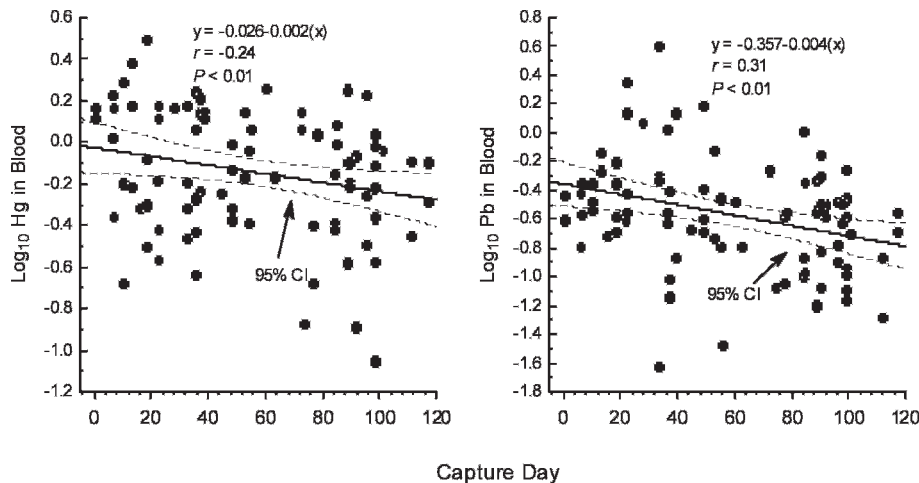 y = -0.026-0.002(x)
r = -0.24
P < 0.01
Log10 Hg in Blood
0.6
0.4
0.2
0.0
-0.2
-0.4
-0.6
-0.8
-1.0
-1.2
95% CI
0 20 40 60 80 100 120
y = -0.357-0.004(x)
r = 0.31
P < 0.01
Log10 Pb in Blood
0.8
0.6
0.4
0.2
0.0
-0.2
-0.4
-0.6
-0.8
-1.0
-1.2
-1.4
-1.6
-1.8
95% CI
0 20 40 60 80 100 120
Capture Day